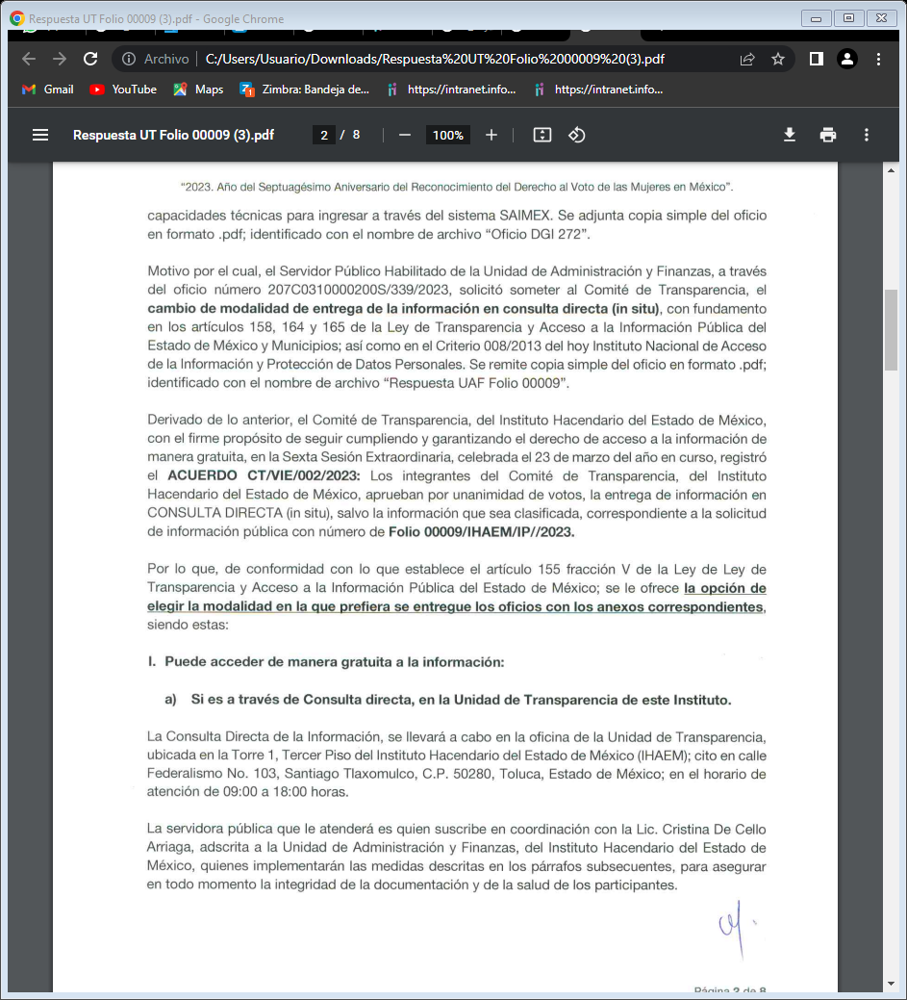 Respuesta UT Folio 00009 (3).pdf - Google Chrome
Archivo C:/Users/Usuario/Downloads/Respuesta%20UT%20Folio%2000009%20(3).pdf
Gmail YouTube Maps Zimbra: Bandeja de... https://intranet.info... https://intranet.info...
Respuesta UT Folio 00009 (3).pdf 2 / 8 100%
“2023. Año del Septuagésimo Aniversario del Reconocimiento del Derecho al Voto de las Mujeres en México”.
capacidades técnicas para ingresar a través del sistema SAIMEX. Se adjunta copia simple del oficio
en formato .pdf; identificado con el nombre de archivo “Oficio DGI 272”.
Motivo por el cual, el Servidor Público Habilitado de la Unidad de Administración y Finanzas, a través
del oficio número 207C0310000200S/339/2023, solicitó someter al Comité de Transparencia, el
cambio de modalidad de entrega de la información en consulta directa (in situ), con fundamento
en los artículos 158, 164 y 165 de la Ley de Transparencia y Acceso a la Información Pública del
Estado de México y Municipios; así como en el Criterio 008/2013 del hoy Instituto Nacional de Acceso
de la Información y Protección de Datos Personales. Se remite copia simple del oficio en formato .pdf;
identificado con el nombre de archivo “Respuesta UAF Folio 00009”.
Derivado de lo anterior, el Comité de Transparencia, del Instituto Hacendario del Estado de México,
con el firme propósito de seguir cumpliendo y garantizando el derecho de acceso a la información de
manera gratuita, en la Sexta Sesión Extraordinaria, celebrada el 23 de marzo del año en curso, registró
el ACUERDO CT/VIE/002/2023: Los integrantes del Comité de Transparencia, del Instituto
Hacendario del Estado de México, aprueban por unanimidad de votos, la entrega de información en
CONSULTA DIRECTA (in situ), salvo la información que sea clasificada, correspondiente a la solicitud
de información pública con número de Folio 00009/IHAEM/IP//2023.
Por lo que, de conformidad con lo que establece el artículo 155 fracción V de la Ley de Ley de
Transparencia y Acceso a la Información Pública del Estado de México; se le ofrece la opción de
elegir la modalidad en la que prefiera se entregue los oficios con los anexos correspondientes,
siendo estas:
I. Puede acceder de manera gratuita a la información:
a) Si es a través de Consulta directa, en la Unidad de Transparencia de este Instituto.
La Consulta Directa de la Información, se llevará a cabo en la oficina de la Unidad de Transparencia,
ubicada en la Torre 1, Tercer Piso del Instituto Hacendario del Estado de México (IHAEM); cito en calle
Federalismo No. 103, Santiago Tlaxomulco, C.P. 50280, Toluca, Estado de México; en el horario de
atención de 09:00 a 18:00 horas.
La servidora pública que le atenderá es quien suscribe en coordinación con la Lic. Cristina De Cello
Arriaga, adscrita a la Unidad de Administración y Finanzas, del Instituto Hacendario del Estado de
México, quienes implementarán las medidas descritas en los párrafos subsecuentes, para asegurar
en todo momento la integridad de la documentación y de la salud de los participantes.
Página 2 de 8